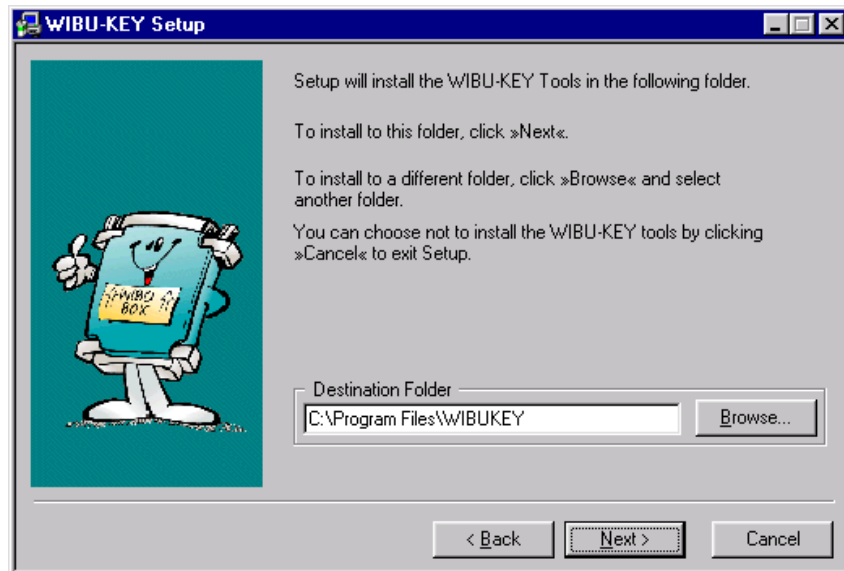 WIBU-KEY Setup
Setup will install the WIBU-KEY Tools in the following folder.
To install to this folder, click »Next«.
To install to a different folder, click »Browse« and select
another folder.
You can choose not to install the WIBU-KEY tools by clicking
»Cancel« to exit Setup.
WIBU
BOX
Destination Folder
C:\Program Files\WIBUKEY
Browse...
< Back
Next >
Cancel